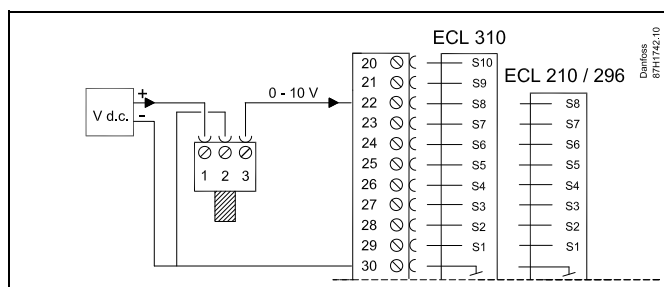 ECL 310
ECL 210 / 296
Danfoss
87H1742.10
V d.c.
+
-
0 - 10 V
1 2 3
20 S10
21 S9
22 S8 S8
23 S7 S7
24 S6 S6
25 S5 S5
26 S4 S4
27 S3 S3
28 S2 S2
29 S1 S1
30